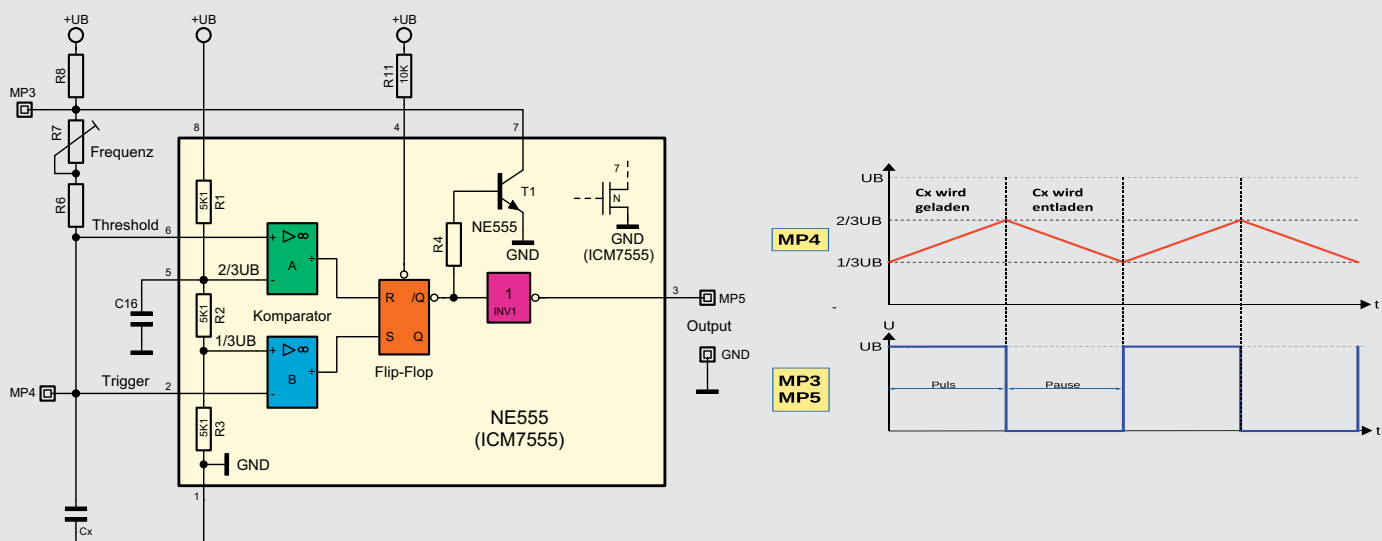 +UB
+UB
+UB
R8
R11
10K
MP3
8
4
7
R7
Frequenz
R6
R1
5K1
T1
7
N
NE555
GND
GND
(ICM7555)
R4
Threshold
6
+
▷∞
A
-
+
5
2/3UB
C16
R2
5K1
Komparator
R
/Q
S
Q
Flip-Flop
1
INV1
3
MP5
Output
GND
1/3UB
+
▷∞
B
-
+
MP4
Trigger
2
R3
5K1
GND
NE555
(ICM7555)
1
Cx
U
UB
Cx wird
geladen
Cx wird
entladen
2/3UB
MP4
1/3UB
t
-
U
UB
MP3
MP5
Puls
Pause
t